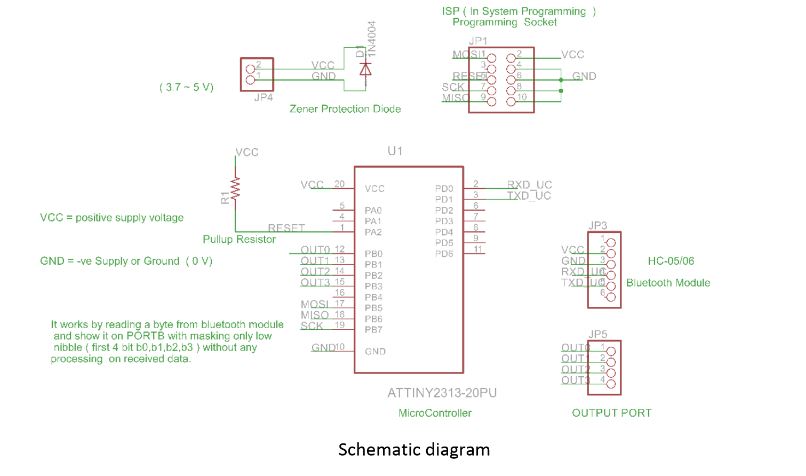 ISP ( In System Programming )
Programming Socket
JP1
MOSI 1 2 VCC
3 4
RESET 5 6 GND
SCK 7 8
MISO 9 10
D1
1N4004
2 VCC
1 GND
JP4
( 3 7 ~ 5 V)
Zener Protection Diode
U1
VCC
R1
RESET
Pullup Resistor
VCC = positive supply voltage
GND = -ve Supply or Ground ( 0 V)
It works by reading a byte from bluetooth module
and show it on PORTB with masking only low
nibble ( first 4 bit b0,b1,b2,b3 ) without any
processing on received data.
VCC 20 VCC PD0 2 RXD_UC
PD1 3 TXD_UC
5 PA0 PD2 6
4 PA1 PD3 7
1 PA2 PD4 8
PD5 9
OUT0 12 PB0 PD6 11
OUT1 13 PB1
OUT2 14 PB2
OUT3 15 PB3
16 PB4
MOSI 17 PB5
MISO 18 PB6
SCK 19 PB7
GND 10 GND
ATTINY2313-20PU
MicroController
JP3
1
VCC 2
GND 3
RXD_UC 4
TXD_UC 5
6
HC-05/06
Bluetooth Module
JP5
OUT0 1
OUT1 2
OUT2 3
OUT3 4
OUTPUT PORT
Schematic diagram